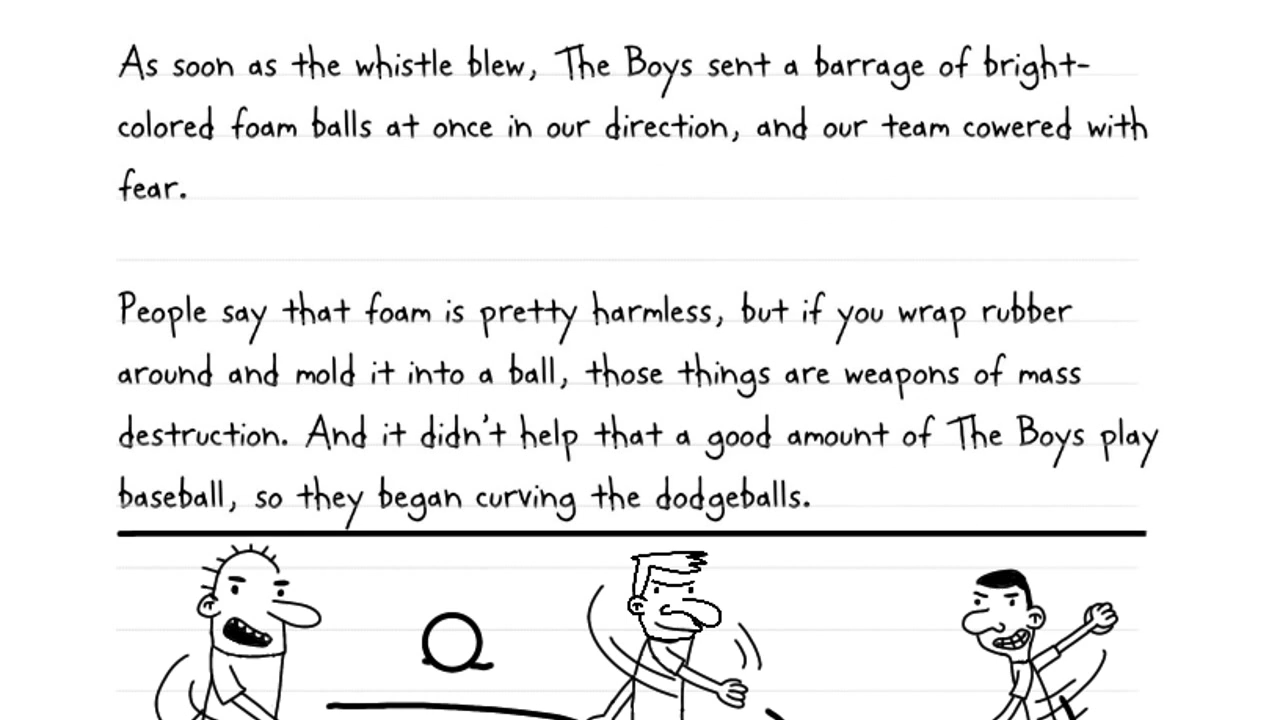 As soon as the whistle blew, The Boys sent a barrage of bright-
colored foam balls at once in our direction, and our team cowered with
fear.
People say that foam is pretty harmless, but if you wrap rubber
around and mold it into a ball, those things are weapons of mass
destruction. And it didn't help that a good amount of The Boys play
baseball, so they began curving the dodgeballs.